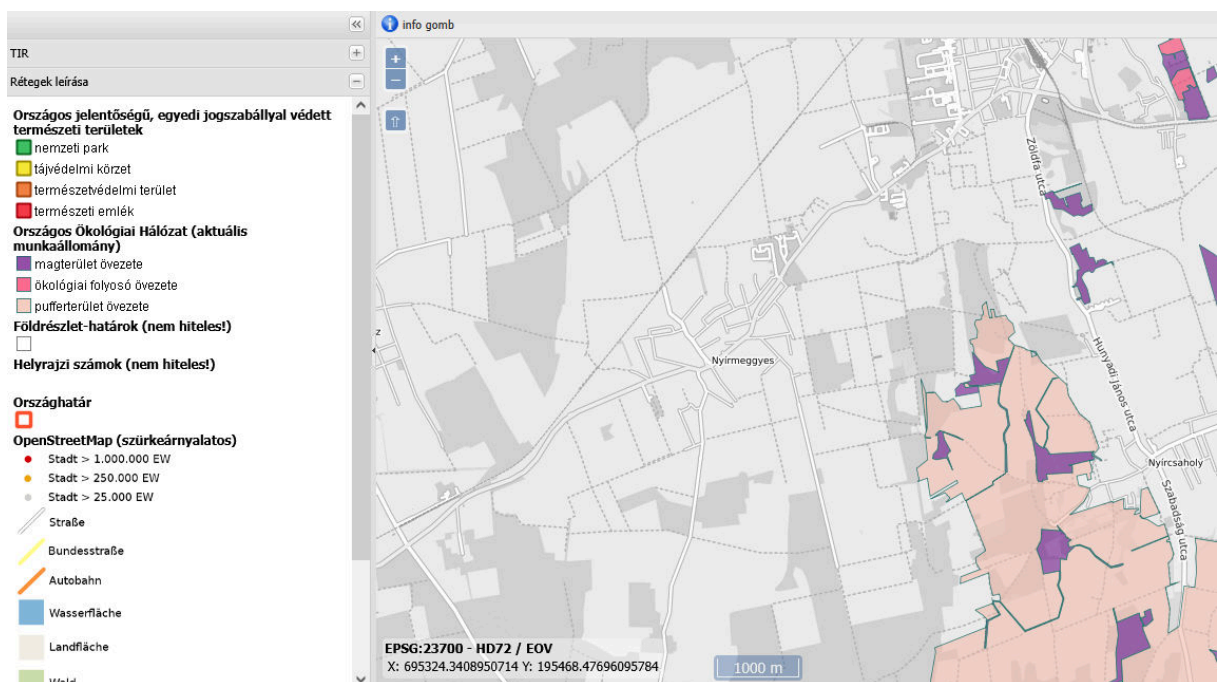 info gomb
TIR
Rétegek leírása
Országos jelentőségű, egyedi jogszabállyal védett
természeti területek
nemzeti park
tájvédelmi körzet
természetvédelmi terület
természeti emlék
Országos Ökológiai Hálózat (aktuális
munkaállomány)
magterület övezete
ökológiai folyosó övezete
pufferterület övezete
Földrészlet-határok (nem hiteles!)
Helyrajzi számok (nem hiteles!)
Országhatár
OpenStreetMap (szürkeárnyalatos)
Stadt > 1.000.000 EW
Stadt > 250.000 EW
Stadt > 25.000 EW
Straße
Bundesstraße
Autobahn
Wasserfläche
Landfläche
Wald
Zöldfa utca
z
Nyírmeggyes
Hunyadi János utca
Nyírcsaholy
Szabadság utca
EPSG:23700 - HD72 / EOV
X: 695324.3408950714 Y: 195468.47696095784
1000 m